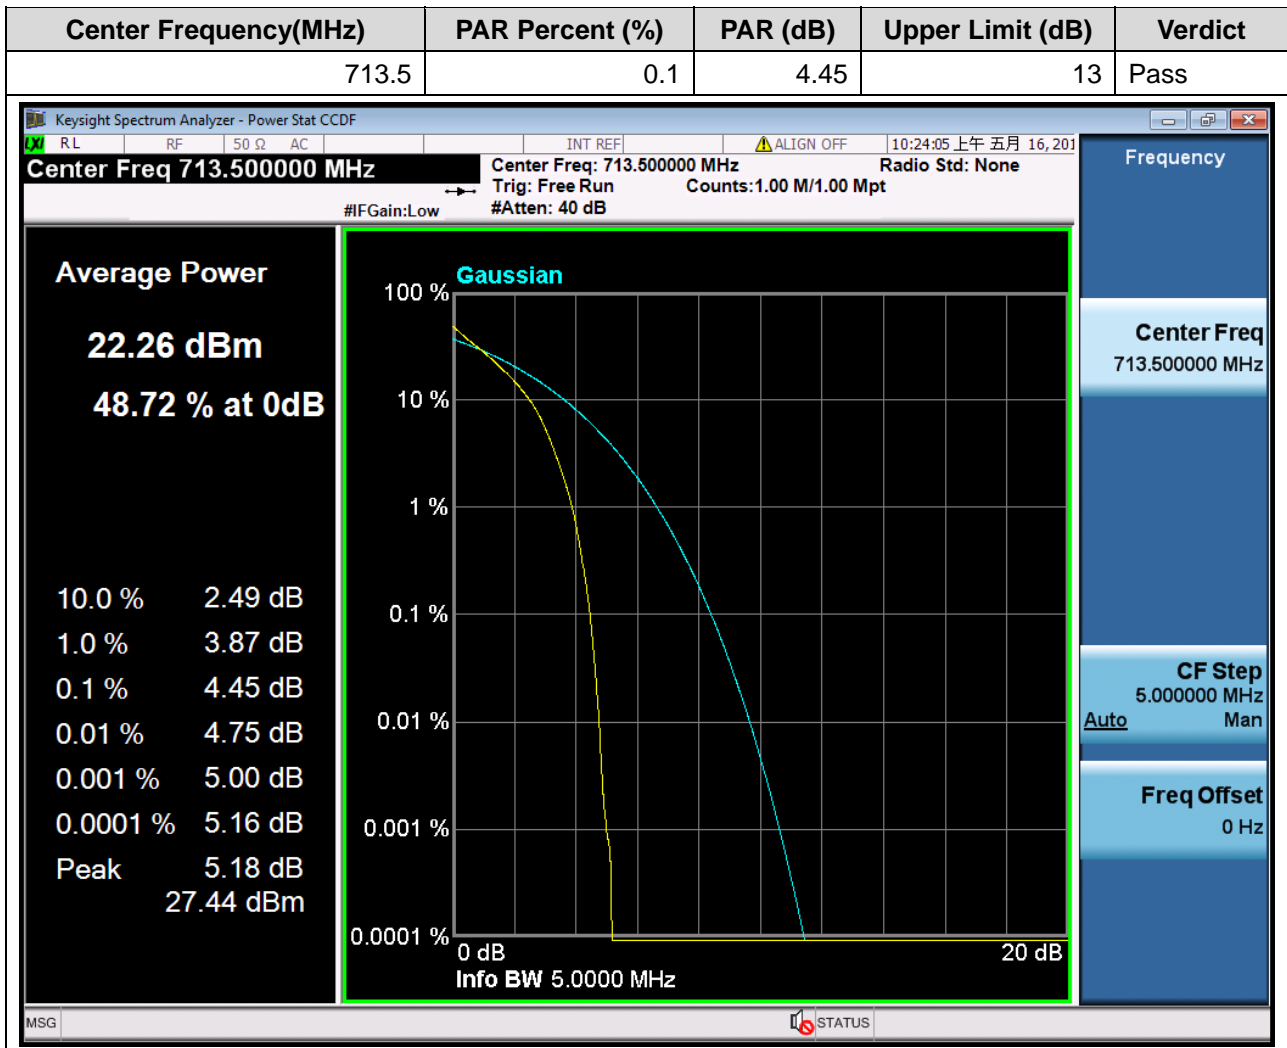 Center Frequency(MHz) PAR Percent (%) PAR (dB) Upper Limit (dB) Verdict
713.5 0.1 4.45 13 Pass
Keysight Spectrum Analyzer - Power Stat CCDF
LXI RL RF 50 Ω AC INT REF ALIGN OFF 10:24:05 上午 五月 16, 201
Center Freq 713.500000 MHz
Center Freq: 713.500000 MHz Radio Std: None
Trig: Free Run Counts:1.00 M/1.00 Mpt
#IFGain:Low #Atten: 40 dB
Average Power
22.26 dBm
48.72 % at 0dB
10.0 % 2.49 dB
1.0 % 3.87 dB
0.1 % 4.45 dB
0.01 % 4.75 dB
0.001 % 5.00 dB
0.0001 % 5.16 dB
Peak 5.18 dB
27.44 dBm
Gaussian
100 %
10 %
1 %
0.1 %
0.01 %
0.001 %
0.0001 %
0 dB 20 dB
Info BW 5.0000 MHz
Frequency
Center Freq
713.500000 MHz
CF Step
5.000000 MHz
Auto Man
Freq Offset
0 Hz
MSG STATUS